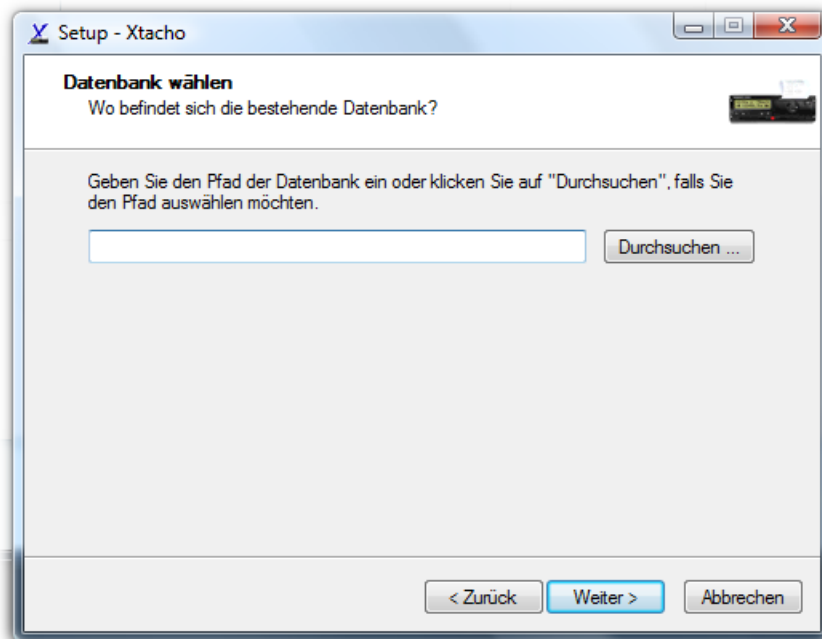 Setup - Xtacho
Datenbank wählen
Wo befindet sich die bestehende Datenbank?
Geben Sie den Pfad der Datenbank ein oder klicken Sie auf "Durchsuchen", falls Sie
den Pfad auswählen möchten.
Durchsuchen ...
< Zurück
Weiter >
Abbrechen